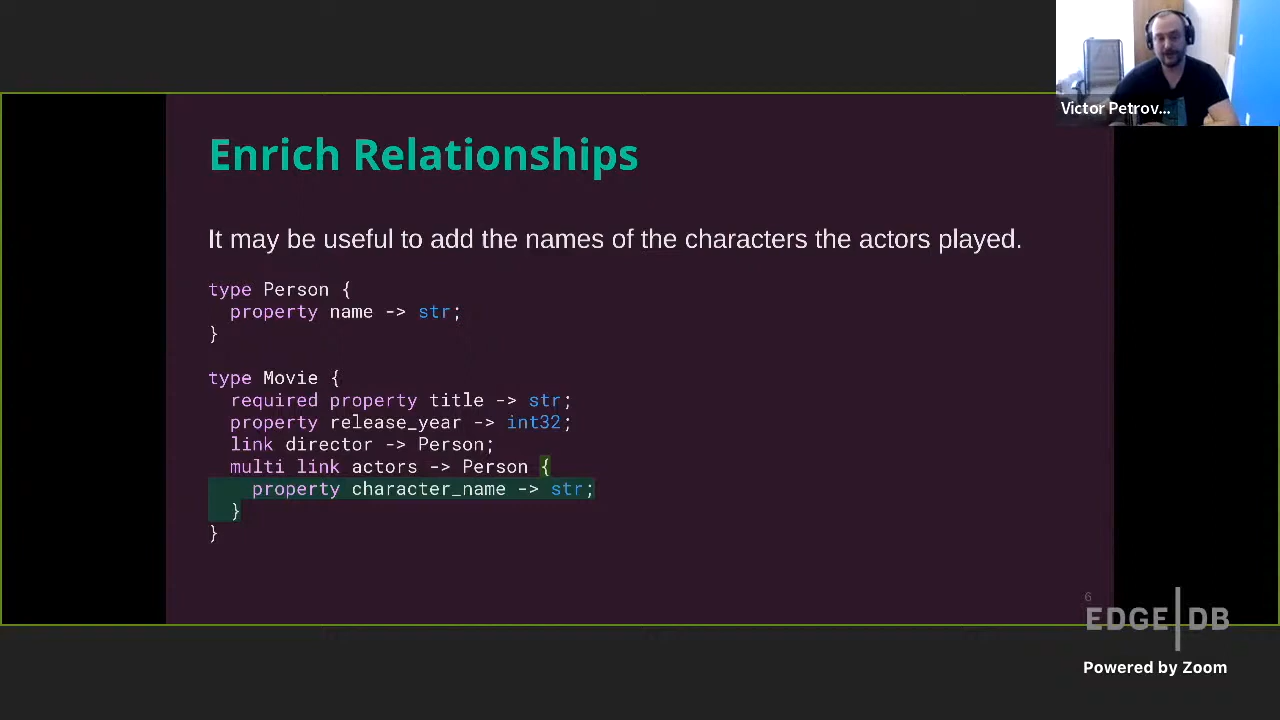 Victor Petrov...
Enrich Relationships
It may be useful to add the names of the characters the actors played.
type Person {
  property name -> str;
}
type Movie {
  required property title -> str;
  property release_year -> int32;
  link director -> Person;
  multi link actors -> Person {
    property character_name -> str;
  }
}
6
EDGE|DB
Powered by Zoom